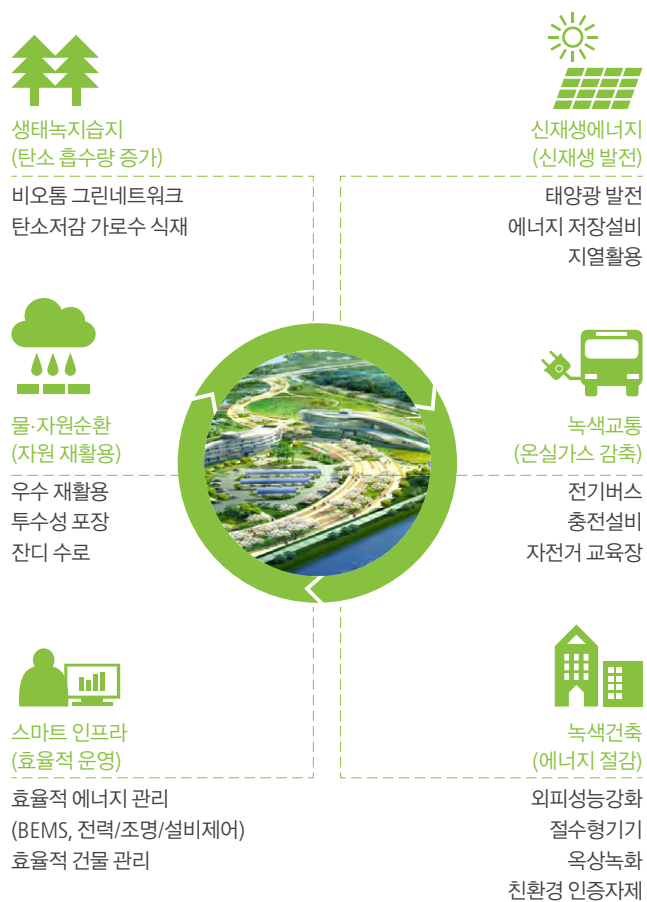 생태녹지습지
(탄소 흡수량 증가)
비오톰 그린네트워크
탄소저감 가로수 식재
신재생에너지
(신재생 발전)
태양광 발전
에너지 저장설비
지열활용
물·자원순환
(자원 재활용)
우수 재활용
투수성 포장
잔디 수로
녹색교통
(온실가스 감축)
전기버스
충전설비
자전거 교육장
스마트 인프라
(효율적 운영)
효율적 에너지 관리
(BEMS, 전력/조명/설비제어)
효율적 건물 관리
녹색건축
(에너지 절감)
외피성능강화
절수형기기
옥상녹화
친환경 인증자제